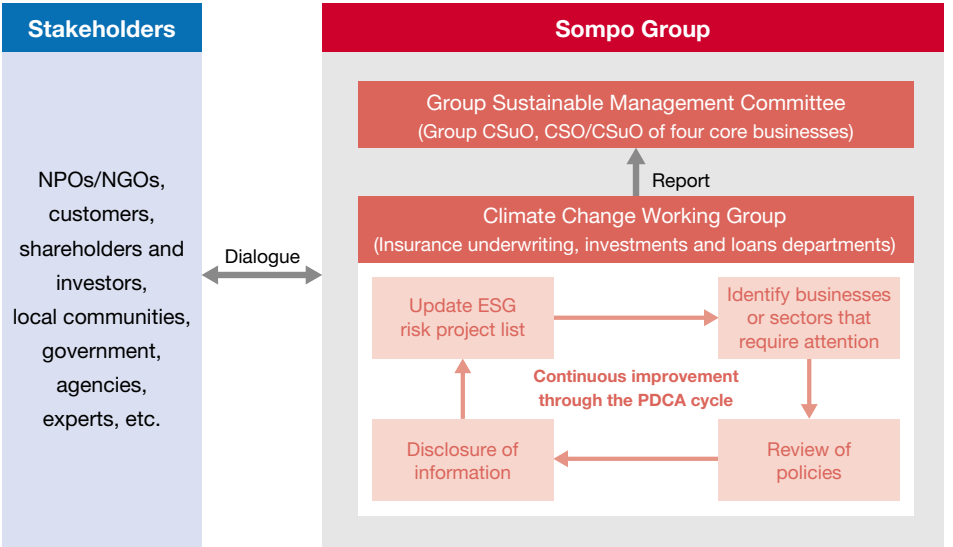 Stakeholders
NPOs/NGOs,
customers,
shareholders and
investors,
local communities,
government,
agencies,
experts, etc.
Dialogue
Sompo Group
Group Sustainable Management Committee
(Group CSuO, CSO/CSuO of four core businesses)
Report
Climate Change Working Group
(Insurance underwriting, investments and loans departments)
Update ESG
risk project list
Identify businesses
or sectors that
require attention
Continuous improvement
through the PDCA cycle
Disclosure of
information
Review of
policies